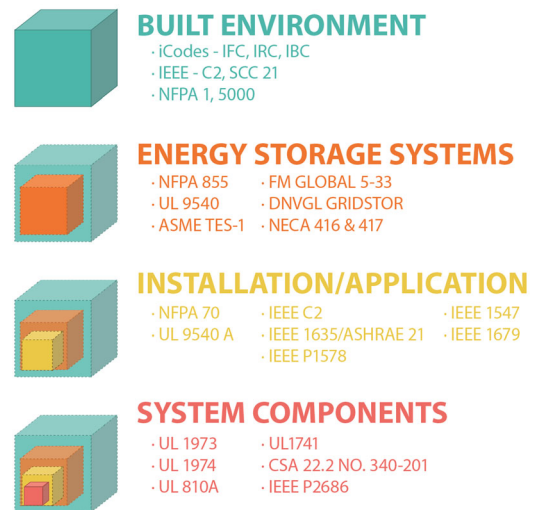 BUILT ENVIRONMENT
· iCodes - IFC, IRC, IBC
· IEEE - C2, SCC 21
· NFPA 1, 5000
ENERGY STORAGE SYSTEMS
· NFPA 855 · FM GLOBAL 5-33
· UL 9540 · DNVGL GRIDSTOR
· ASME TES-1 · NECA 416 & 417
INSTALLATION/APPLICATION
· NFPA 70 · IEEE C2 · IEEE 1547
· UL 9540 A · IEEE 1635/ASHRAE 21 · IEEE 1679
· IEEE P1578
SYSTEM COMPONENTS
· UL 1973 · UL1741
· UL 1974 · CSA 22.2 NO. 340-201
· UL 810A · IEEE P2686